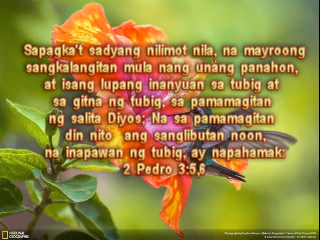 Sapagka't sadyang nilimot nila, na mayroong
sangkalangitan mula nang unang panahon,
at isang lupang inanyuan sa tubig at
sa gitna ng tubig, sa pamamagitan
ng salita Diyos; Na sa pamamagitan
din nito ang sanglibutan noon,
na inapawan ng tubig, ay napahamak:
2 Pedro 3:5,6
NATIONAL
GEOGRAPHIC